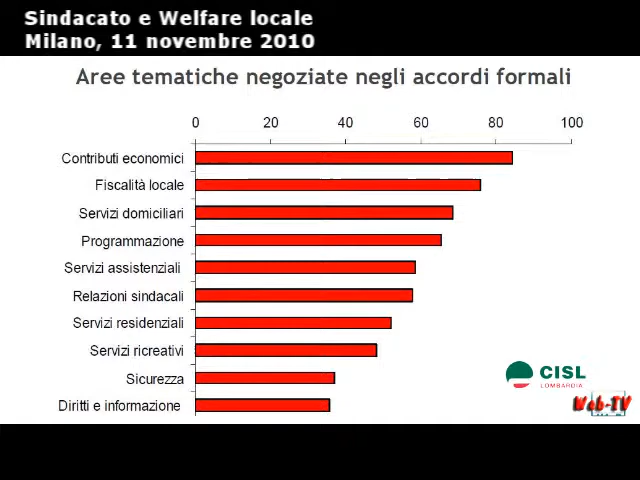 Sindacato e Welfare locale
Milano, 11 novembre 2010
Aree tematiche negoziate negli accordi formali
0 20 40 60 80 100
Contributi economici
Fiscalità locale
Servizi domiciliari
Programmazione
Servizi assistenziali
Relazioni sindacali
Servizi residenziali
Servizi ricreativi
Sicurezza
Diritti e informazione
CISL
LOMBARDIA
Web-TV